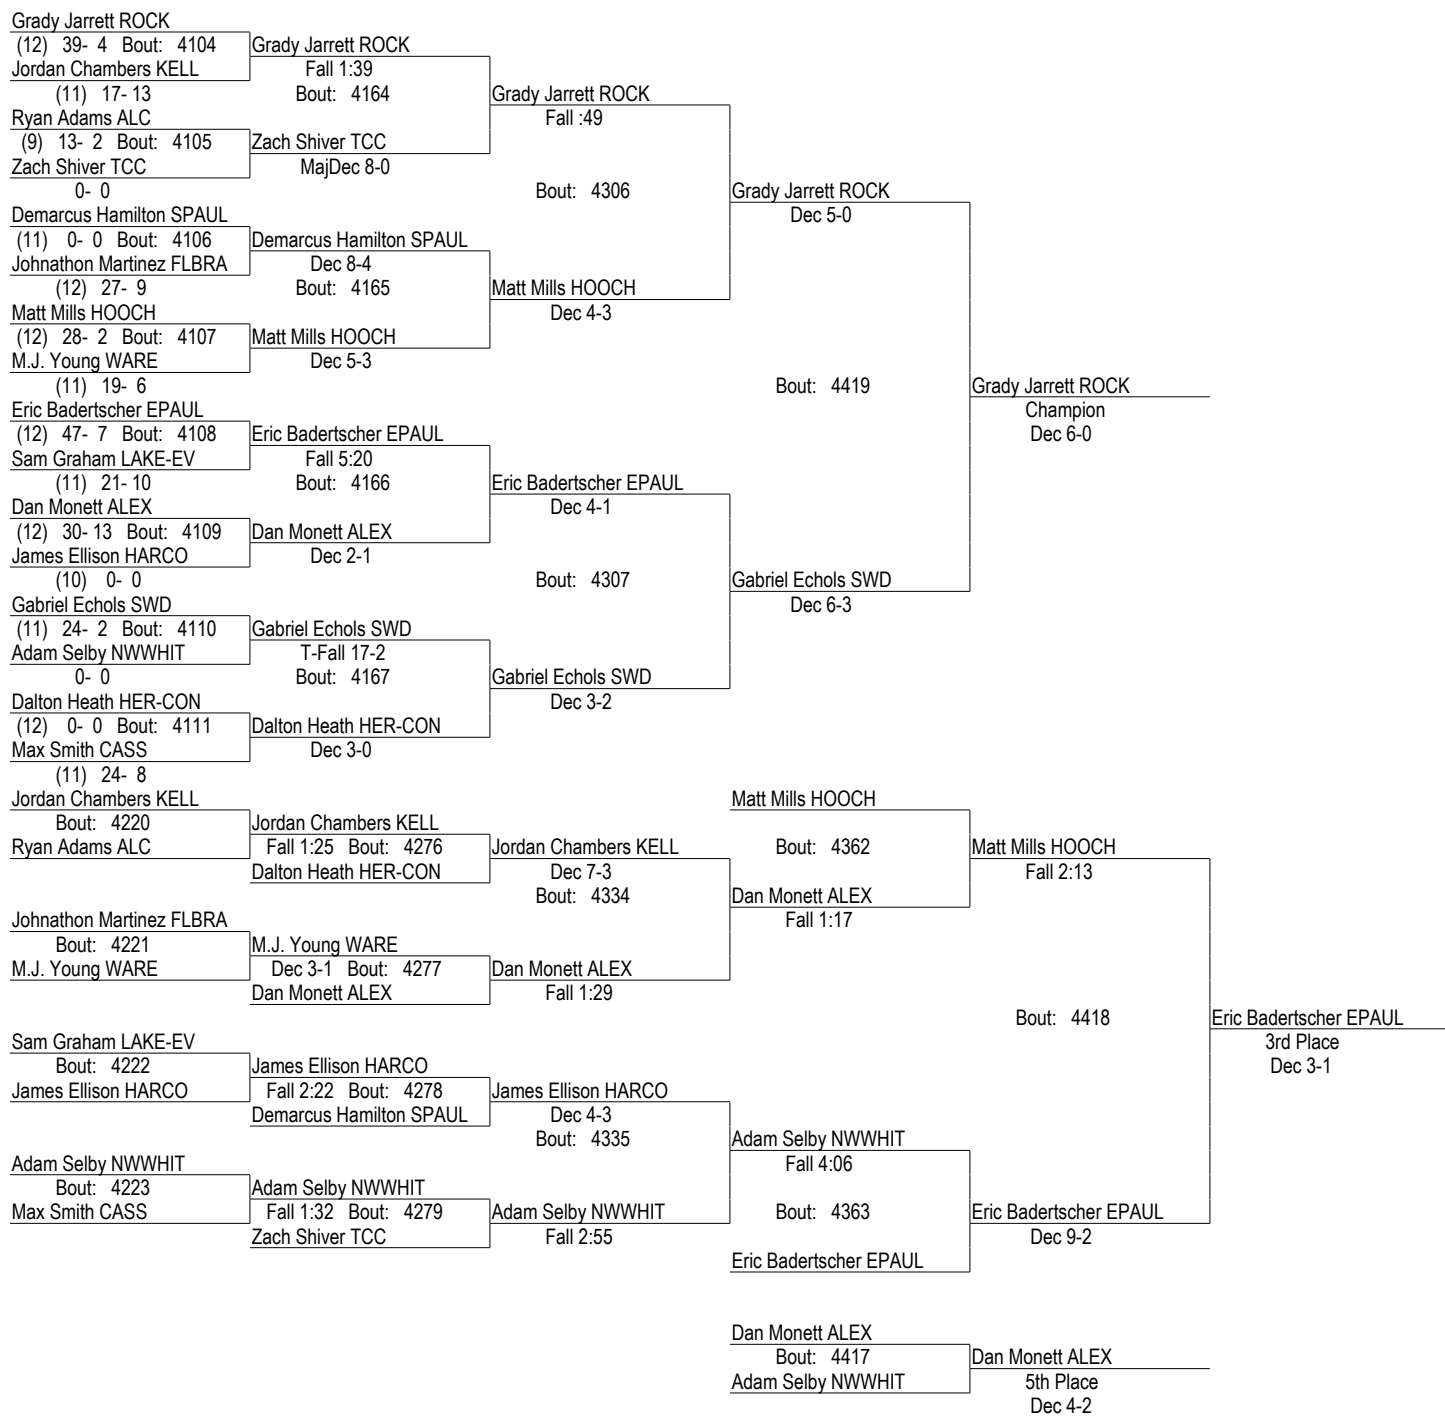 Grady Jarrett ROCK
(12) 39- 4 Bout: 4104
Jordan Chambers KELL
(11) 17- 13
Ryan Adams ALC
(9) 13- 2 Bout: 4105
Zach Shiver TCC
0- 0
Demarcus Hamilton SPAUL
(11) 0- 0 Bout: 4106
Johnathon Martinez FLBRA
(12) 27- 9
Matt Mills HOOCH
(12) 28- 2 Bout: 4107
M.J. Young WARE
(11) 19- 6
Eric Badertscher EPAUL
(12) 47- 7 Bout: 4108
Sam Graham LAKE-EV
(11) 21- 10
Dan Monett ALEX
(12) 30- 13 Bout: 4109
James Ellison HARCO
(10) 0- 0
Gabriel Echols SWD
(11) 24- 2 Bout: 4110
Adam Selby NWWHIT
0- 0
Dalton Heath HER-CON
(12) 0- 0 Bout: 4111
Max Smith CASS
(11) 24- 8
Grady Jarrett ROCK
Fall 1:39
Bout: 4164
Zach Shiver TCC
MajDec 8-0
Demarcus Hamilton SPAUL
Dec 8-4
Bout: 4165
Matt Mills HOOCH
Dec 5-3
Eric Badertscher EPAUL
Fall 5:20
Bout: 4166
Dan Monett ALEX
Dec 2-1
Gabriel Echols SWD
T-Fall 17-2
Bout: 4167
Dalton Heath HER-CON
Dec 3-0
Grady Jarrett ROCK
Fall :49
Bout: 4306
Matt Mills HOOCH
Dec 4-3
Eric Badertscher EPAUL
Dec 4-1
Bout: 4307
Gabriel Echols SWD
Dec 3-2
Grady Jarrett ROCK
Dec 5-0
Bout: 4419
Gabriel Echols SWD
Dec 6-3
Grady Jarrett ROCK
Champion
Dec 6-0
Jordan Chambers KELL
Bout: 4220
Ryan Adams ALC
Johnathon Martinez FLBRA
Bout: 4221
M.J. Young WARE
Sam Graham LAKE-EV
Bout: 4222
James Ellison HARCO
Adam Selby NWWHIT
Bout: 4223
Max Smith CASS
Jordan Chambers KELL
Fall 1:25 Bout: 4276
Dalton Heath HER-CON
M.J. Young WARE
Dec 3-1 Bout: 4277
Dan Monett ALEX
James Ellison HARCO
Fall 2:22 Bout: 4278
Demarcus Hamilton SPAUL
Adam Selby NWWHIT
Fall 1:32 Bout: 4279
Zach Shiver TCC
Jordan Chambers KELL
Dec 7-3
Bout: 4334
Dan Monett ALEX
Fall 1:29
James Ellison HARCO
Dec 4-3
Bout: 4335
Adam Selby NWWHIT
Fall 2:55
Matt Mills HOOCH
Bout: 4362
Dan Monett ALEX
Fall 1:17
Adam Selby NWWHIT
Fall 4:06
Bout: 4363
Eric Badertscher EPAUL
Matt Mills HOOCH
Fall 2:13
Bout: 4418
Eric Badertscher EPAUL
Dec 9-2
Eric Badertscher EPAUL
3rd Place
Dec 3-1
Dan Monett ALEX
Bout: 4417
Adam Selby NWWHIT
Dan Monett ALEX
5th Place
Dec 4-2